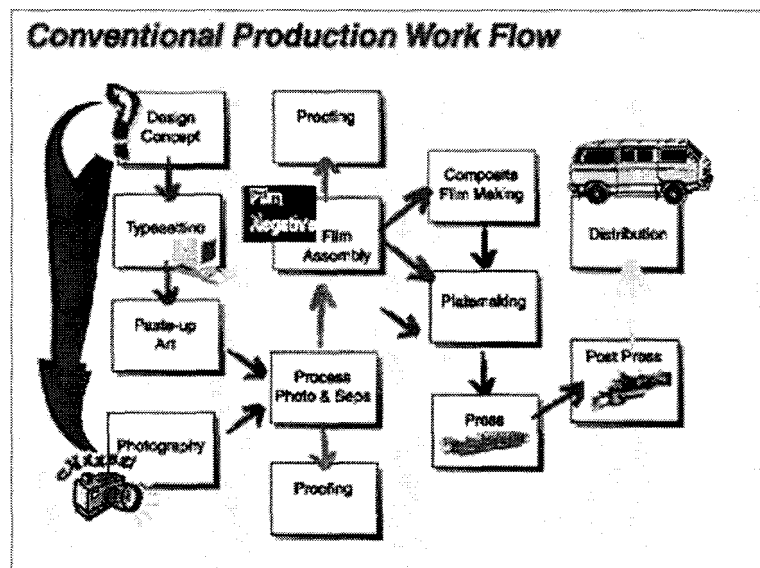 Conventional Production Work Flow
Design
Concept
Typesetting
Paste-up
Art
Photography
Proofing
Film
Negative
Film
Assembly
Process
Photo & Seps
Proofing
Composite
Film Making
Platemaking
Press
Post Press
Distribution